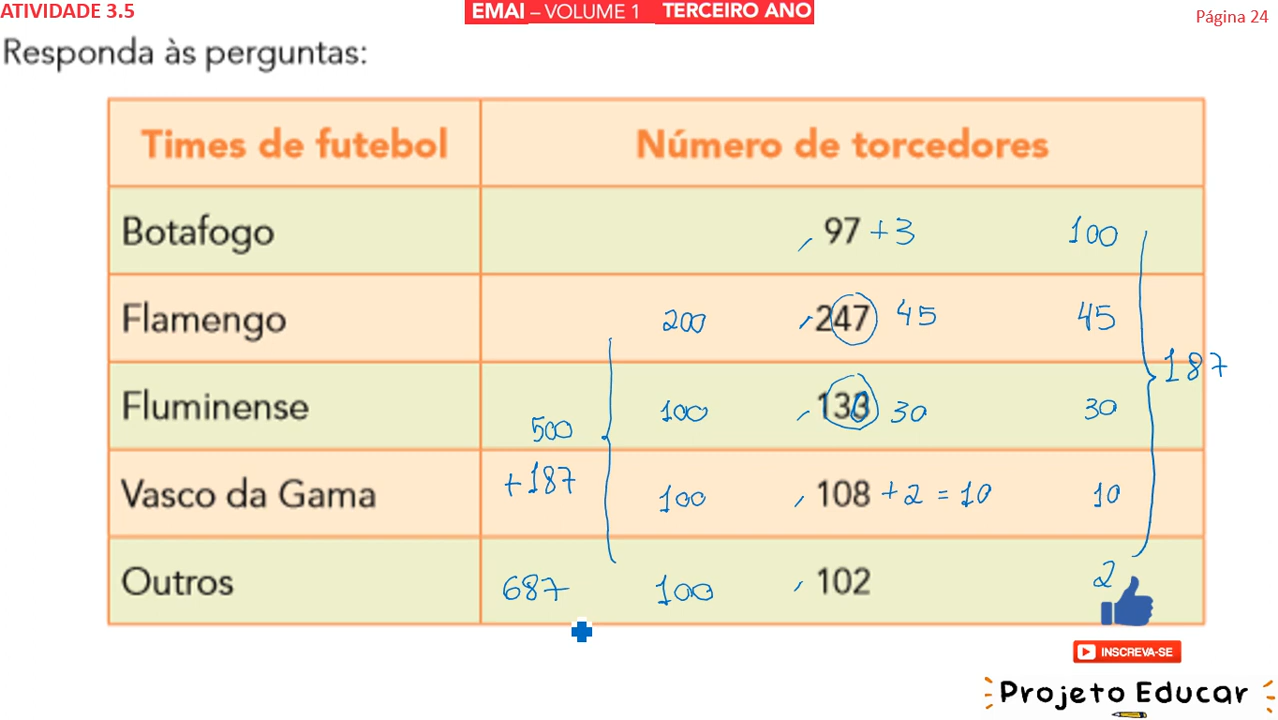 ATIVIDADE 3.5 EMAI – VOLUME 1 TERCEIRO ANO Página 24
Responda às perguntas:
Times de futebol Número de torcedores
Botafogo 97 + 3 100
Flamengo 200 247 45 45
187
Fluminense 500 100 133 30 30
Vasco da Gama +187 100 108 + 2 = 10 10
Outros 687 100 102 2
INSCREVA-SE
Projeto Educar